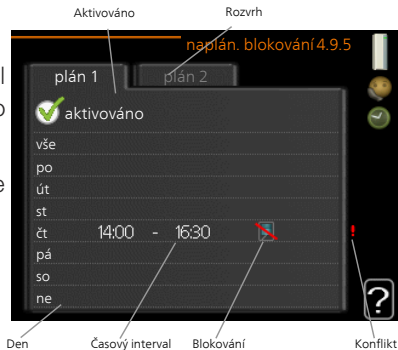 Aktivováno Rozvrh
naplán. blokování 4.9.5
plán 1 plán 2
aktivováno
vše
po
út
st
čt 14:00 - 16:30 !
pá
so
ne
?
Den Časový interval Blokování Konflikt